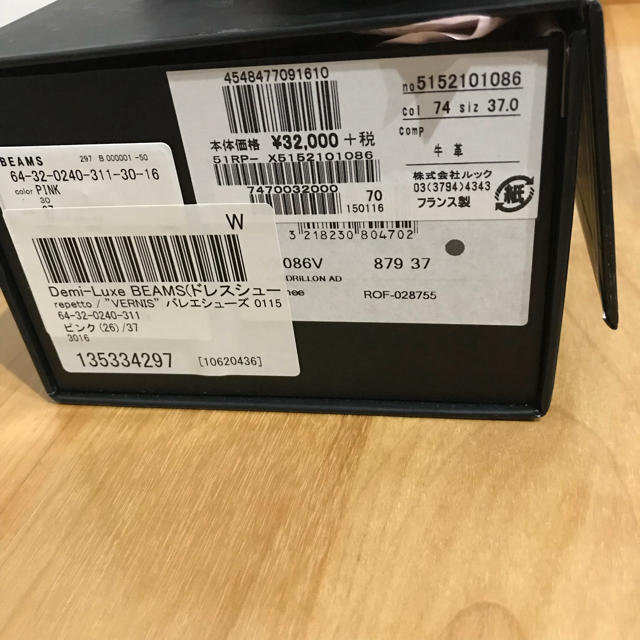 4548477091610
本体価格 ¥32,000 +税
51RP- X5152101086
7470032000 70
150116
no 5152101086
col 74 siz 37.0
comp
牛革
株式会社ルック
03(3794)4343
フランス製
紙
BEAMS 297 B 000001 -50
64-32-0240-311-30-16
color PINK
30
3 218230 804702
086V 879 37
DRILLON AD
ROF-028755
W
Demi-Luxe BEAMS(ドレスシュー
repetto / "VERNIS" バレエシューズ 0115
64-32-0240-311
ピンク(26)/37
3016
135334297 [10620436]